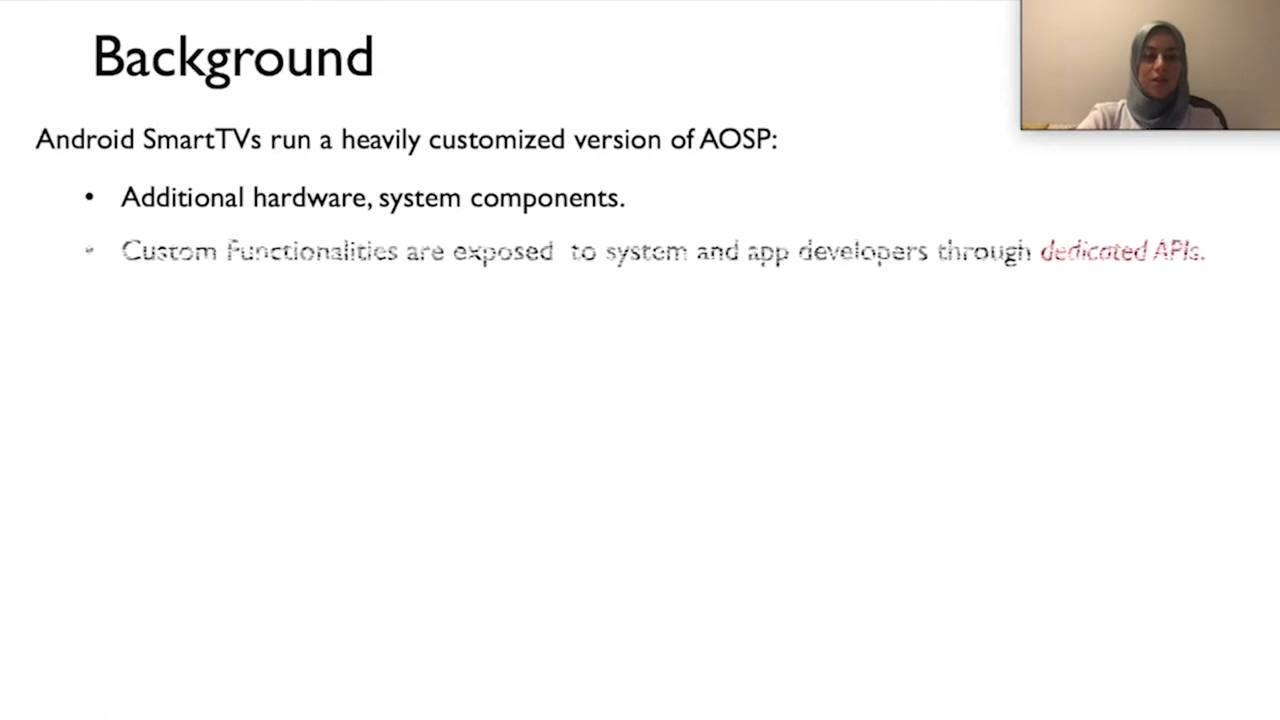 Background
Android SmartTVs run a heavily customized version of AOSP:
• Additional hardware, system components.
• Custom Functionalities are exposed to system and app developers through dedicated APIs.